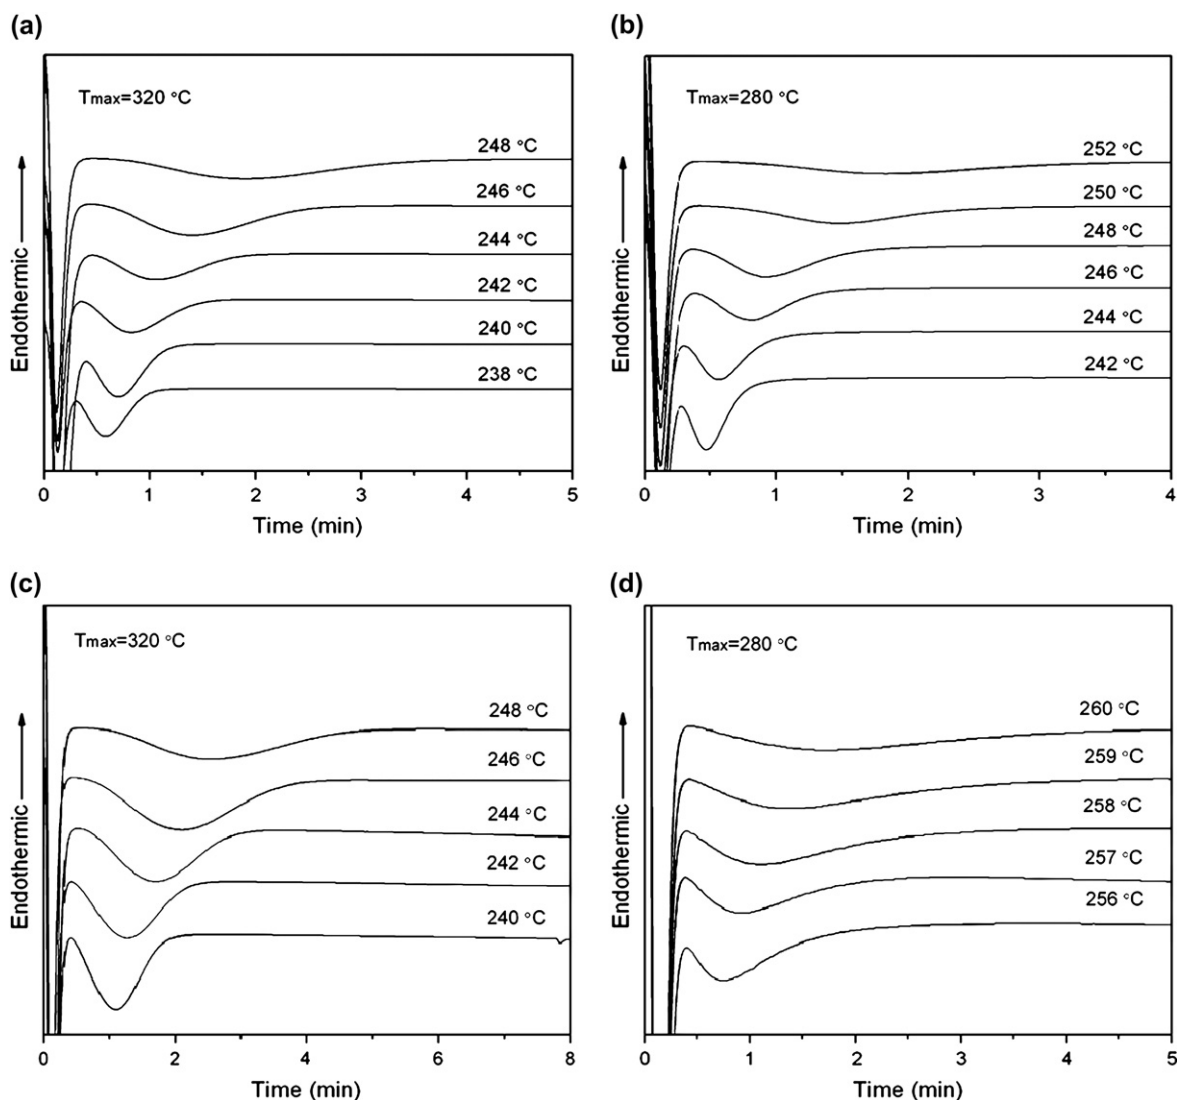 (a)
Tmax=320 °C
248 °C
246 °C
244 °C
242 °C
240 °C
238 °C
Endothermic
0 1 2 3 4 5
Time (min)
(b)
Tmax=280 °C
252 °C
250 °C
248 °C
246 °C
244 °C
242 °C
Endothermic
0 1 2 3 4
Time (min)
(c)
Tmax=320 °C
248 °C
246 °C
244 °C
242 °C
240 °C
Endothermic
0 2 4 6 8
Time (min)
(d)
Tmax=280 °C
260 °C
259 °C
258 °C
257 °C
256 °C
Endothermic
0 1 2 3 4 5
Time (min)